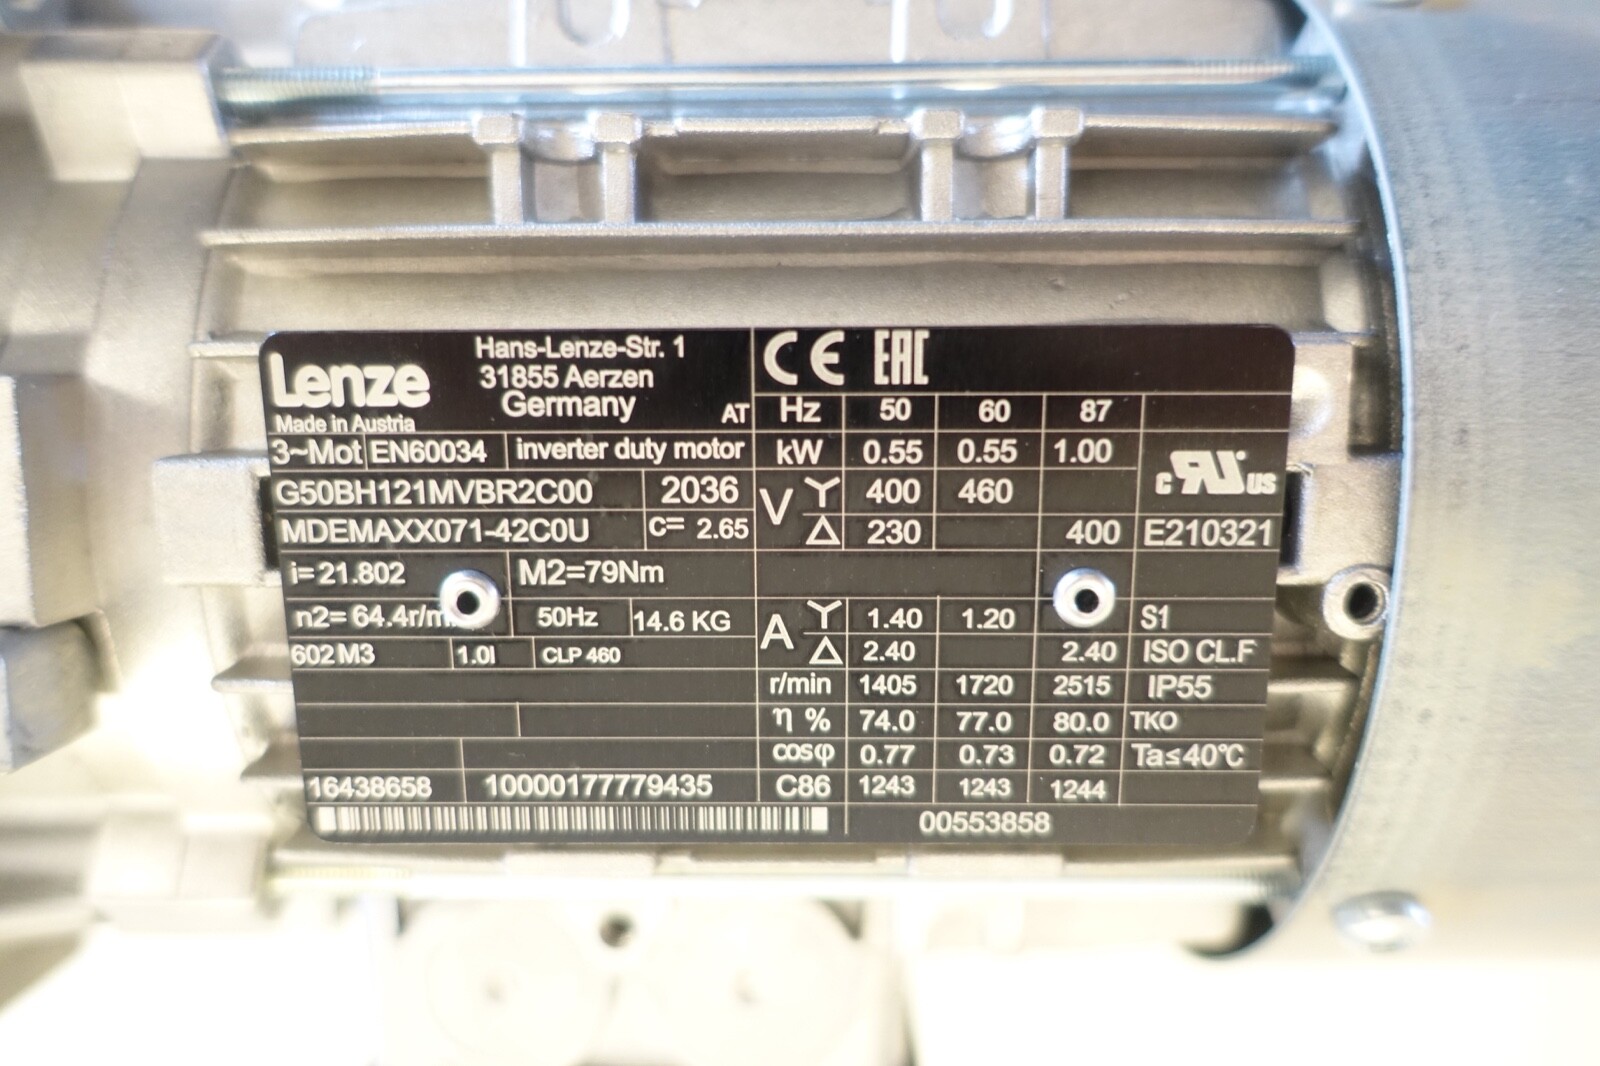 Lenze
Hans-Lenze-Str. 1
31855 Aerzen
Germany
AT
Made in Austria
3~Mot EN60034 inverter duty motor
G50BH121MVBR2C00 2036
MDEMAXX071-42C0U C= 2.65
i=21.802 M2=79Nm
n2= 64.4r/m 50Hz 14.6 KG
602 M3 1.0l CLP 460
16438658 10000177779435
CE EAC
Hz 50 60 87
kW 0.55 0.55 1.00
V Y 400 460
Δ 230 400
A Y 1.40 1.20
Δ 2.40 2.40
r/min 1405 1720 2515
η % 74.0 77.0 80.0
cosφ 0.77 0.73 0.72
C86 1243 1243 1244
00553858
c RU us
E210321
S1
ISO CL.F
IP55
TKO
Ta≤40°C